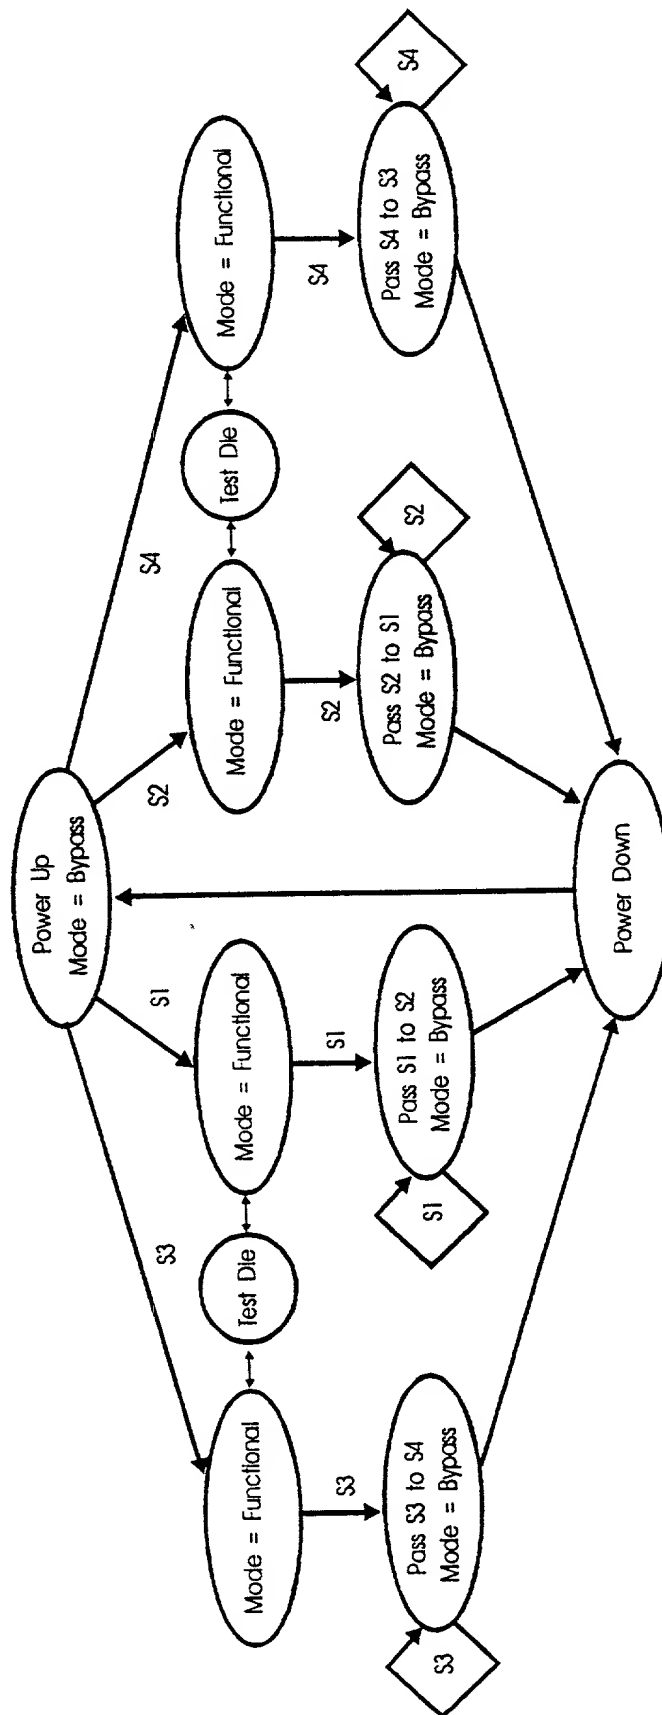 Power Up
Mode = Bypass
S3
S1
S2
S4
Mode = Functional
Test Die
Mode = Functional
Mode = Functional
Test Die
Mode = Functional
S3
S1
S2
S4
Pass S3 to S4
Mode = Bypass
Pass S1 to S2
Mode = Bypass
Pass S2 to S1
Mode = Bypass
Pass S4 to S3
Mode = Bypass
S3
S1
S2
S4
Power Down